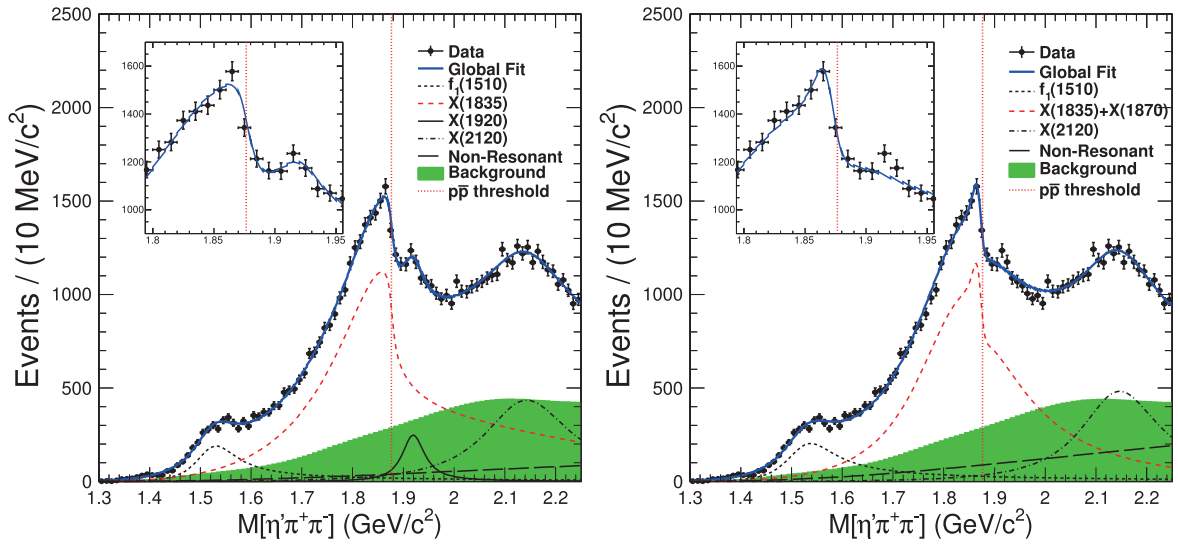 2500
2000
1500
1000
500
0
Events / (10 MeV/c²)
1600
1400
1200
1000
1.8 1.85 1.9 1.95
Data
Global Fit
f₁(1510)
X(1835)
X(1920)
X(2120)
Non-Resonant
Background
pp̅ threshold
1.3 1.4 1.5 1.6 1.7 1.8 1.9 2 2.1 2.2
M[η'π⁺π⁻] (GeV/c²)
2500
2000
1500
1000
500
0
Events / (10 MeV/c²)
1600
1400
1200
1000
1.8 1.85 1.9 1.95
Data
Global Fit
f₁(1510)
X(1835)+X(1870)
X(2120)
Non-Resonant
Background
pp̅ threshold
1.3 1.4 1.5 1.6 1.7 1.8 1.9 2 2.1 2.2
M[η'π⁺π⁻] (GeV/c²)